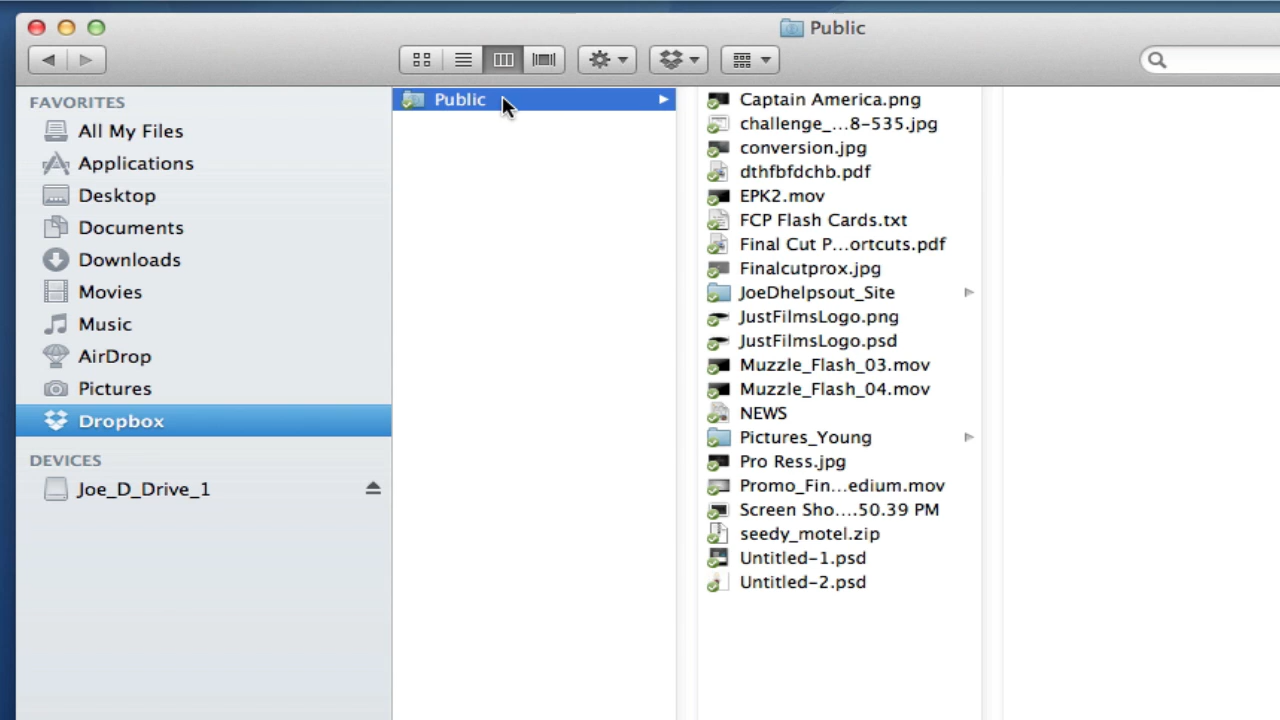 Public
FAVORITES
All My Files
Applications
Desktop
Documents
Downloads
Movies
Music
AirDrop
Pictures
Dropbox
DEVICES
Joe_D_Drive_1
Public
Captain America.png
challenge_...8-535.jpg
conversion.jpg
dthfbfdchb.pdf
EPK2.mov
FCP Flash Cards.txt
Final Cut P...ortcuts.pdf
Finalcutprox.jpg
JoeDhelpsout_Site
JustFilmsLogo.png
JustFilmsLogo.psd
Muzzle_Flash_03.mov
Muzzle_Flash_04.mov
NEWS
Pictures_Young
Pro Ress.jpg
Promo_Fin...edium.mov
Screen Sho....50.39 PM
seedy_motel.zip
Untitled-1.psd
Untitled-2.psd